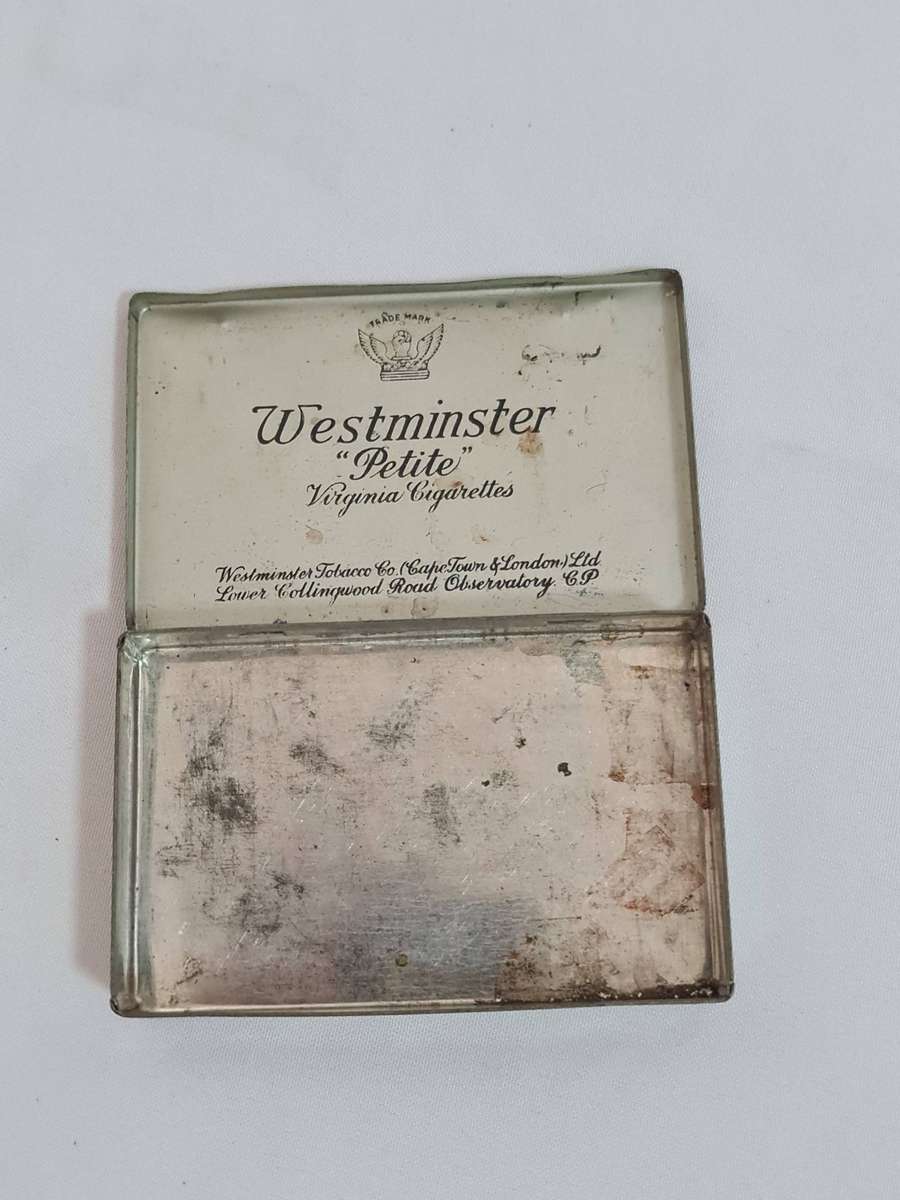 TRADE MARK
Westminster
"Petite"
Virginia Cigarettes
Westminster Tobacco Co. (Cape Town & London) Ltd
Lower Collingwood Road Observatory. C.P